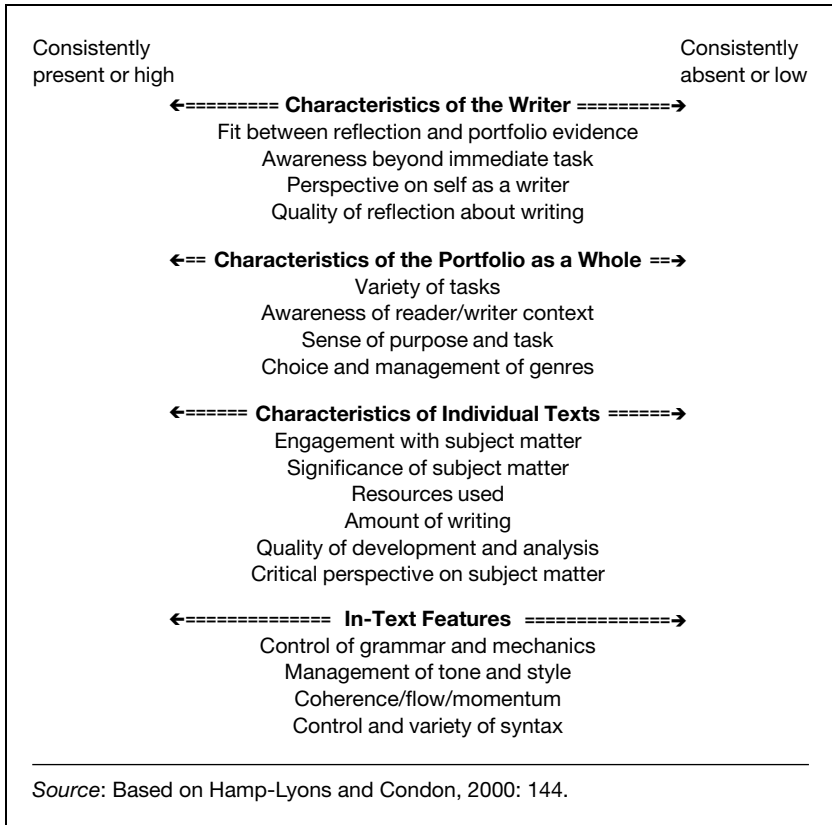 Consistently present or high
Consistently absent or low
←========= Characteristics of the Writer =========→
Fit between reflection and portfolio evidence
Awareness beyond immediate task
Perspective on self as a writer
Quality of reflection about writing
←== Characteristics of the Portfolio as a Whole ==→
Variety of tasks
Awareness of reader/writer context
Sense of purpose and task
Choice and management of genres
←====== Characteristics of Individual Texts ======→
Engagement with subject matter
Significance of subject matter
Resources used
Amount of writing
Quality of development and analysis
Critical perspective on subject matter
←============== In-Text Features ==============→
Control of grammar and mechanics
Management of tone and style
Coherence/flow/momentum
Control and variety of syntax
Source: Based on Hamp-Lyons and Condon, 2000: 144.